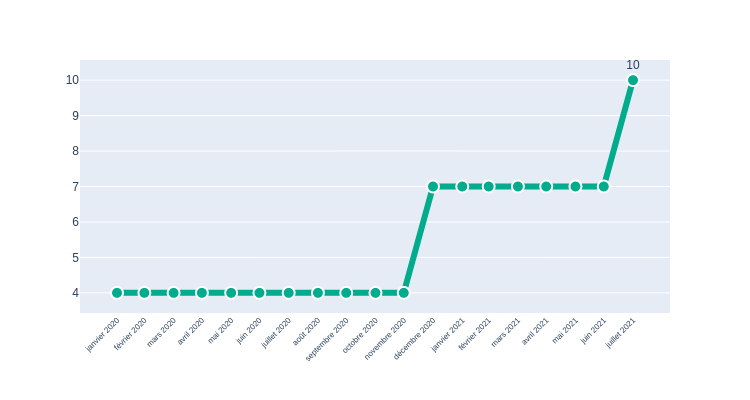 10
10
9
8
7
6
5
4
janvier 2020
février 2020
mars 2020
avril 2020
mai 2020
juin 2020
juillet 2020
août 2020
septembre 2020
octobre 2020
novembre 2020
décembre 2020
janvier 2021
février 2021
mars 2021
avril 2021
mai 2021
juin 2021
juillet 2021